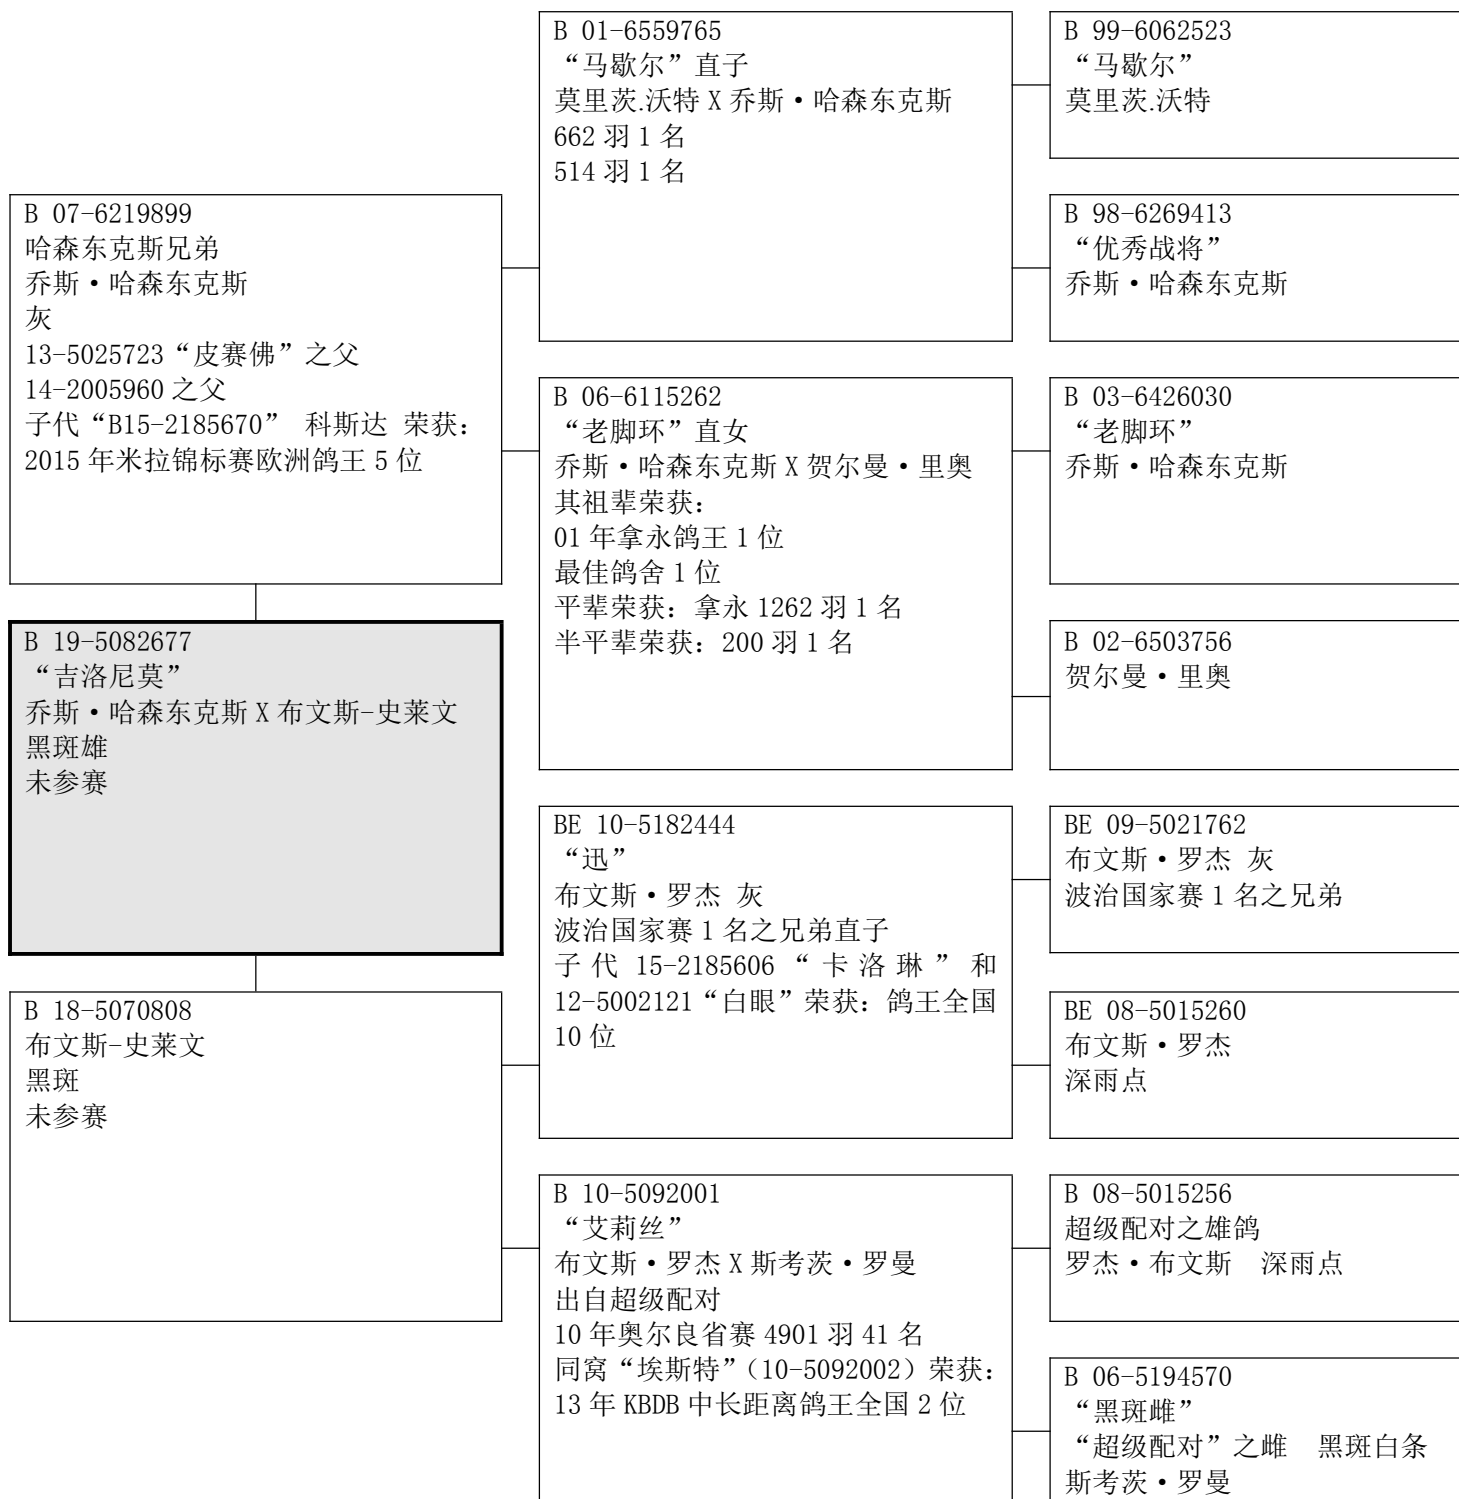 B 07-6219899
哈森东克斯兄弟
乔斯·哈森东克斯
灰
13-5025723“皮赛佛”之父
14-2005960 之父
子代“B15-2185670” 科斯达 荣获：
2015 年米拉锦标赛欧洲鸽王 5 位
B 19-5082677
“吉洛尼莫”
乔斯·哈森东克斯 X 布文斯-史莱文
黑斑雄
未参赛
B 18-5070808
布文斯-史莱文
黑斑
未参赛
B 01-6559765
“马歇尔”直子
莫里茨.沃特 X 乔斯·哈森东克斯
662 羽 1 名
514 羽 1 名
B 06-6115262
“老脚环”直女
乔斯·哈森东克斯 X 贺尔曼·里奥
其祖辈荣获：
01 年拿永鸽王 1 位
最佳鸽舍 1 位
平辈荣获：拿永 1262 羽 1 名
半平辈荣获：200 羽 1 名
BE 10-5182444
“迅”
布文斯·罗杰 灰
波治国家赛 1 名之兄弟直子
子代 15-2185606 “卡洛琳” 和
12-5002121“白眼”荣获：鸽王全国
10 位
B 10-5092001
“艾莉丝”
布文斯·罗杰 X 斯考茨·罗曼
出自超级配对
10 年奥尔良省赛 4901 羽 41 名
同窝“埃斯特”（10-5092002）荣获：
13 年 KBDB 中长距离鸽王全国 2 位
B 99-6062523
“马歇尔”
莫里茨.沃特
B 98-6269413
“优秀战将”
乔斯·哈森东克斯
B 03-6426030
“老脚环”
乔斯·哈森东克斯
B 02-6503756
贺尔曼·里奥
BE 09-5021762
布文斯·罗杰 灰
波治国家赛 1 名之兄弟
BE 08-5015260
布文斯·罗杰
深雨点
B 08-5015256
超级配对之雄鸽
罗杰·布文斯 深雨点
B 06-5194570
“黑斑雌”
“超级配对”之雌 黑斑白条
斯考茨·罗曼